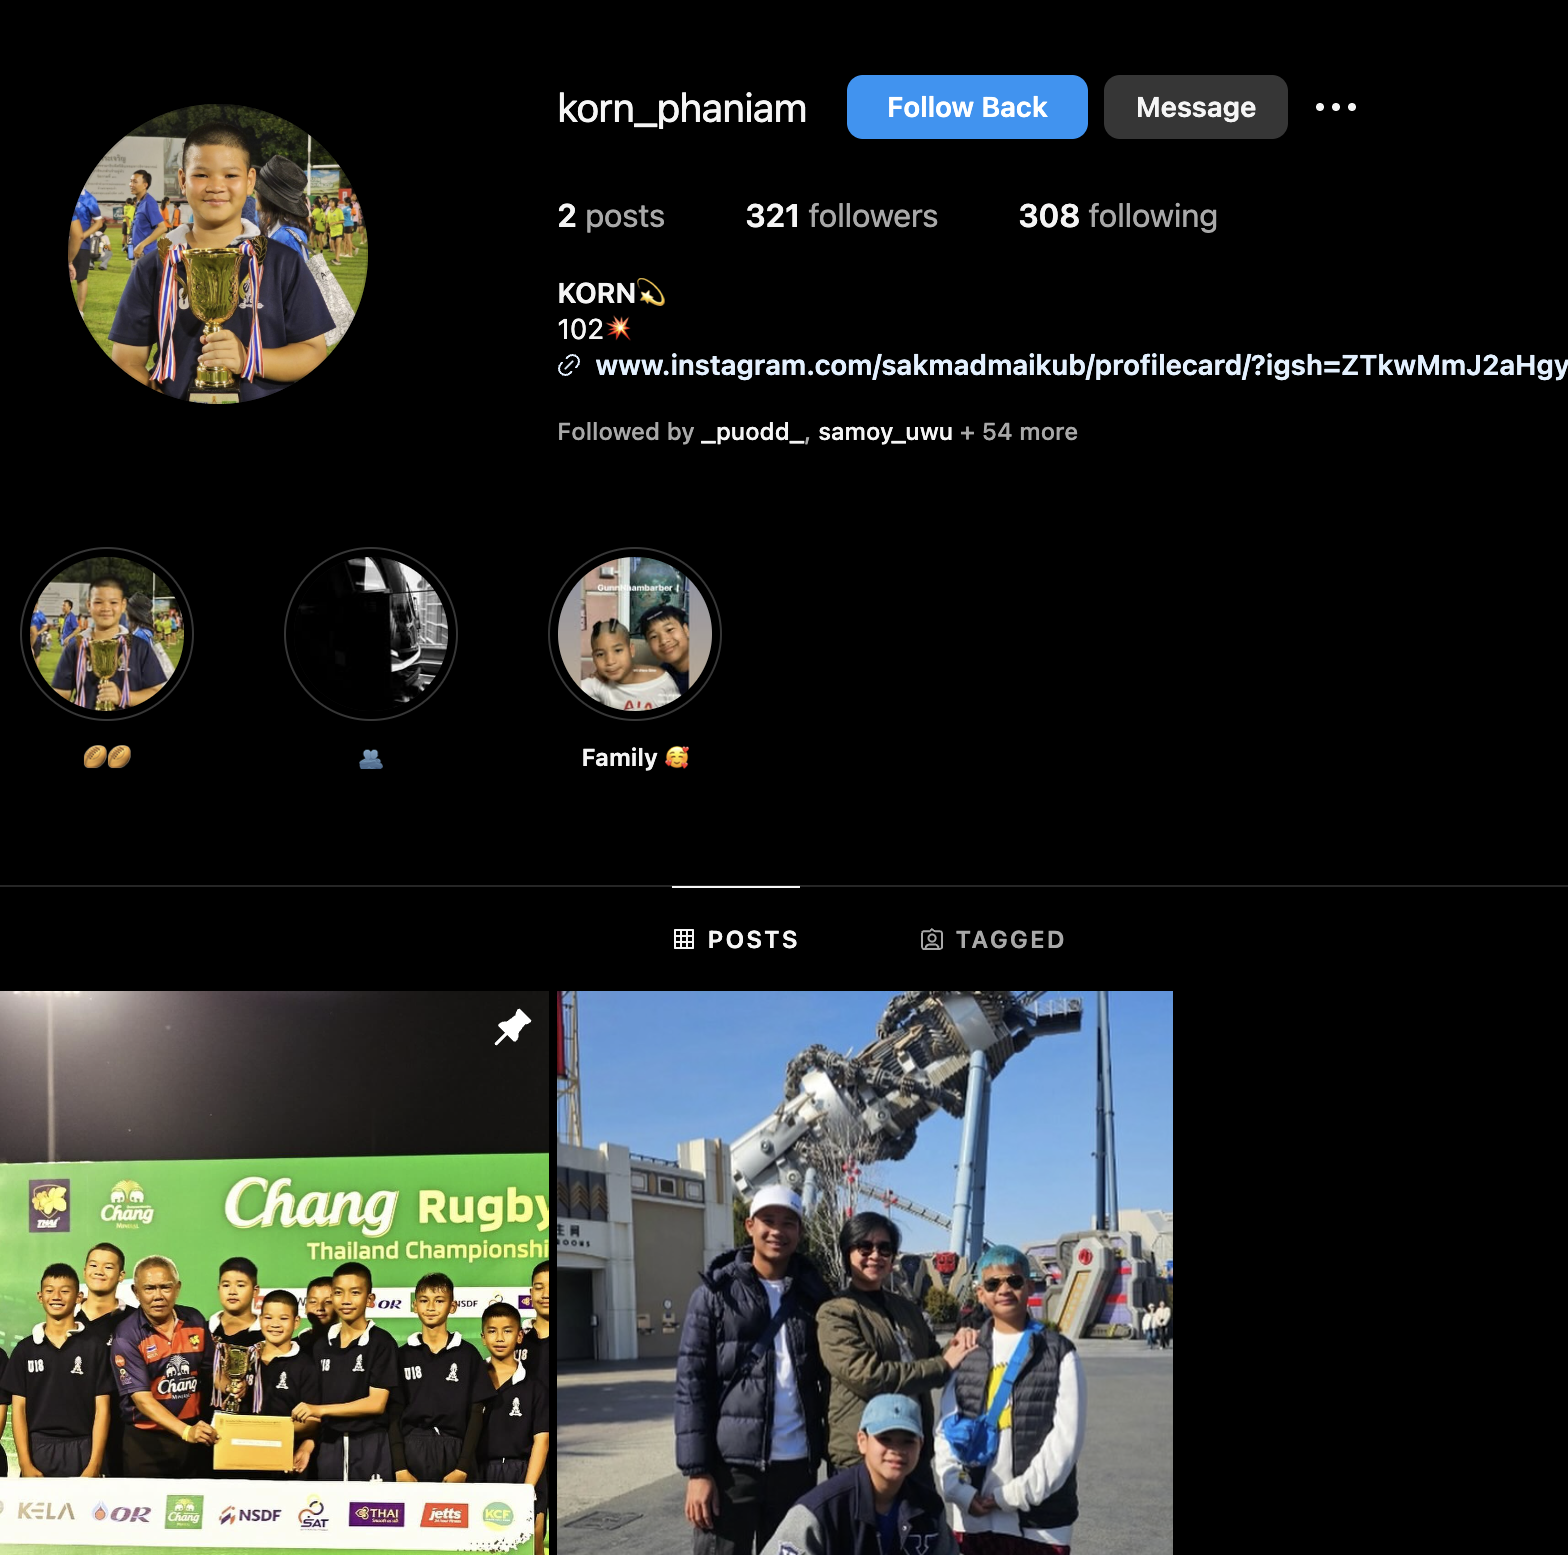 korn_phaniam
Follow Back
Message
2 posts
321 followers
308 following
KORN💫
102💥
www.instagram.com/sakmadmaikub/profilecard/?igsh=ZTkwMmJ2aHgy
Followed by _puodd_, samoy_uwu + 54 more
🏉🏉
🫂
Family 🥰
POSTS
TAGGED
Chang
Chang Rugby
Thailand Championshi
OR
NSDF
U18
U18
Chang
KELA
OR
Chang
NSDF
SAT
THAI
jetts
KCF